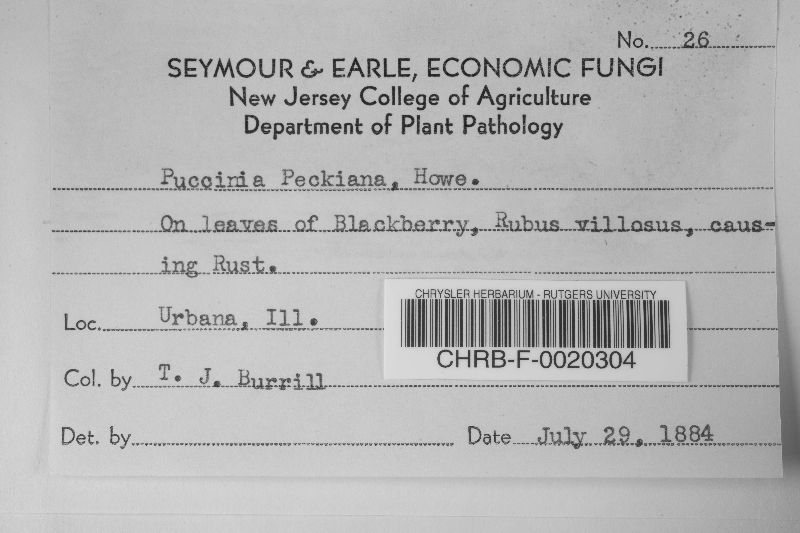 No. 26
SEYMOUR & EARLE, ECONOMIC FUNGI
New Jersey College of Agriculture
Department of Plant Pathology
Puccinia Peckiana, Howe.
On leaves of Blackberry, Rubus villosus, caus-
ing Rust.
Loc. Urbana, Ill.
CHRYSLER HERBARIUM - RUTGERS UNIVERSITY
CHRB-F-0020304
Col. by T. J. Burrill
Det. by
Date July 29, 1884